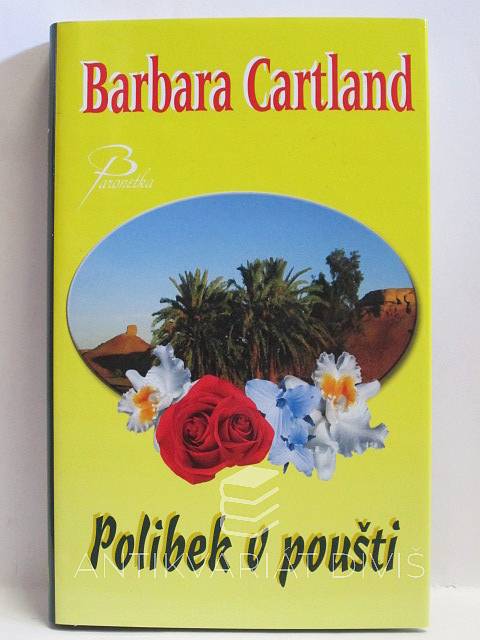 Barbara Cartland
Baronetka
Polibek v poušti
ANTIKVARIÁT DIVIŠ